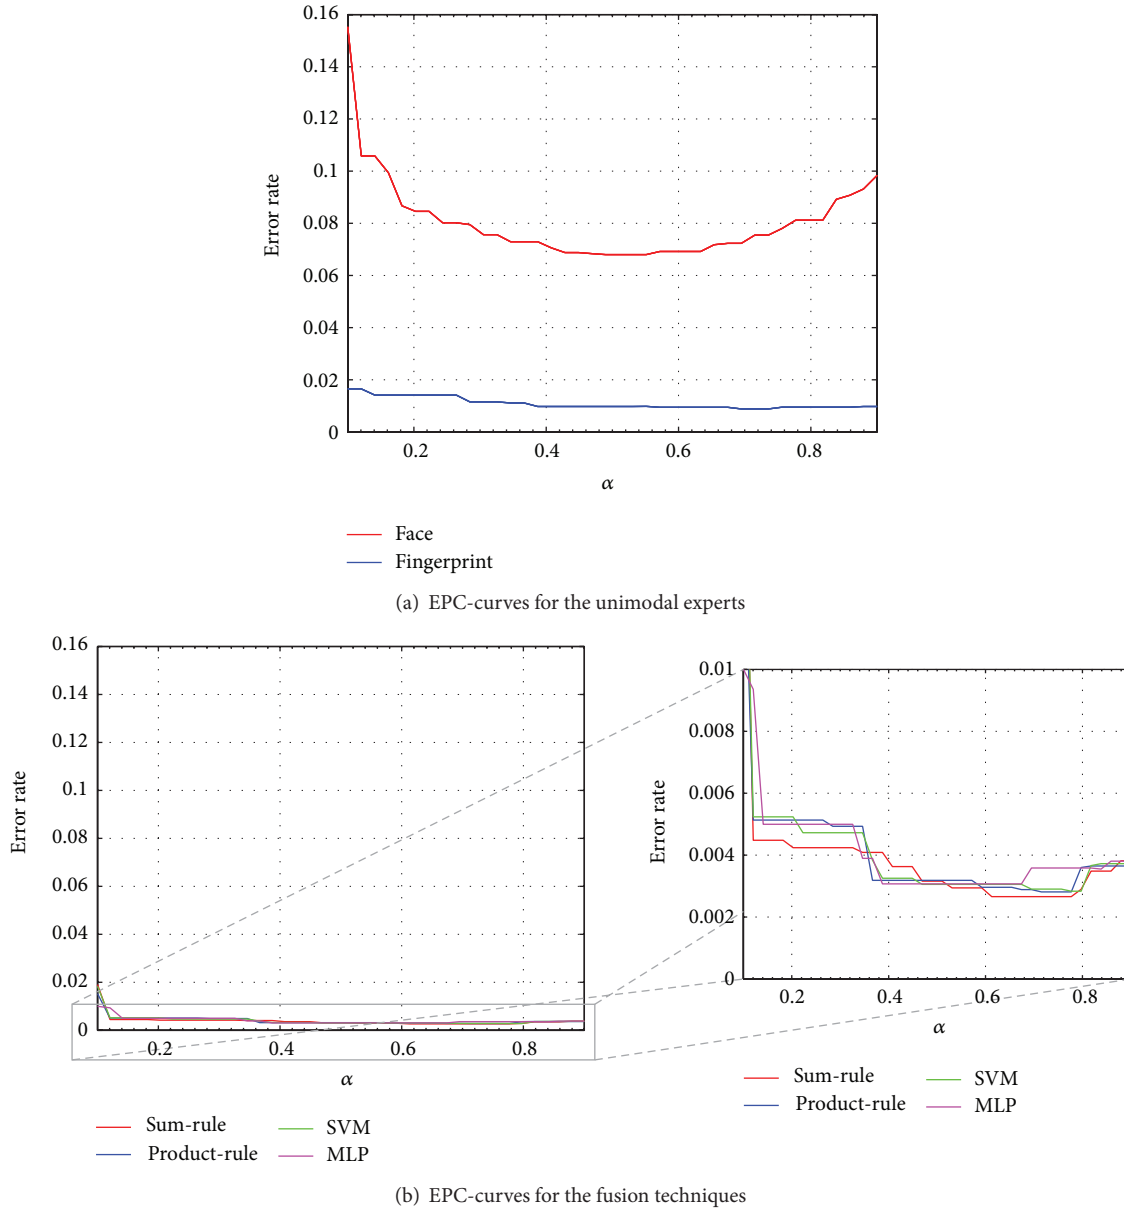 0.16
0.14
0.12
0.1
0.08
0.06
0.04
0.02
0
Error rate
0.2 0.4 0.6 0.8
α
Face
Fingerprint
(a) EPC-curves for the unimodal experts
0.16
0.14
0.12
0.1
0.08
0.06
0.04
0.02
0
Error rate
0.2 0.4 0.6 0.8
α
Sum-rule SVM
Product-rule MLP
0.01
0.008
0.006
0.004
0.002
0
Error rate
0.2 0.4 0.6 0.8
α
Sum-rule SVM
Product-rule MLP
(b) EPC-curves for the fusion techniques